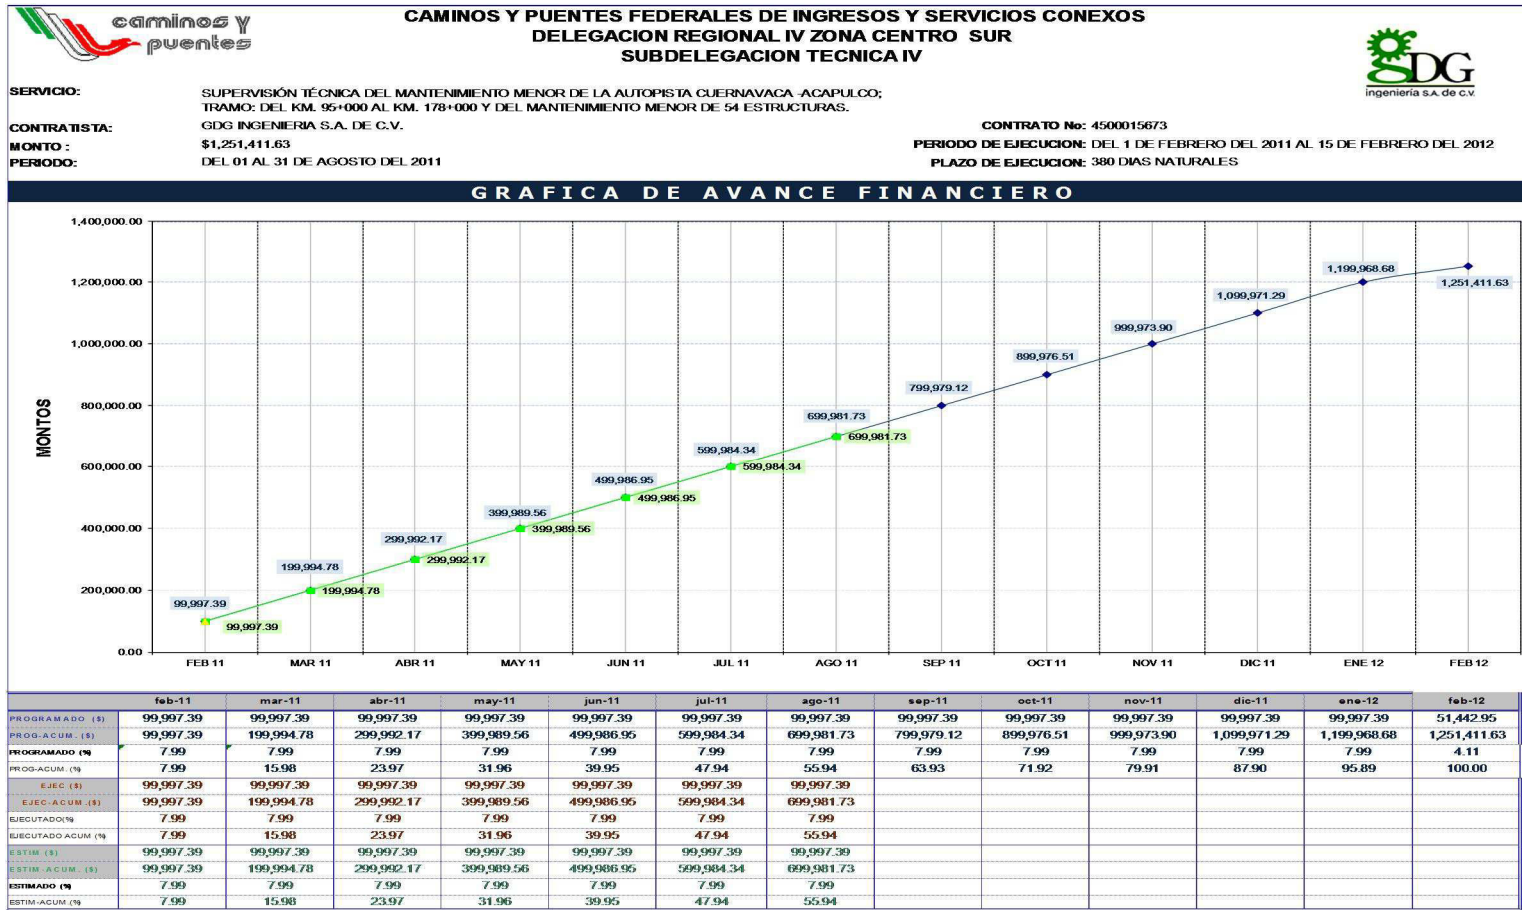 caminos y
puentes
CAMINOS Y PUENTES FEDERALES DE INGRESOS Y SERVICIOS CONEXOS
DELEGACION REGIONAL IV ZONA CENTRO SUR
SUBDELEGACION TECNICA IV
GDG
ingeniería s.a. de c.v.
SERVICIO: SUPERVISIÓN TÉCNICA DEL MANTENIMIENTO MENOR DE LA AUTOPISTA CUERNAVACA -ACAPULCO;
TRAMO: DEL KM. 95+000 AL KM. 178+000 Y DEL MANTENIMIENTO MENOR DE 54 ESTRUCTURAS.
CONTRATISTA: GDG INGENIERIA S.A. DE C.V. CONTRATO No: 4500015673
MONTO : $1,251,411.63 PERIODO DE EJECUCION: DEL 1 DE FEBRERO DEL 2011 AL 15 DE FEBRERO DEL 2012
PERIODO: DEL 01 AL 31 DE AGOSTO DEL 2011 PLAZO DE EJECUCION: 380 DIAS NATURALES
GRAFICA DE AVANCE FINANCIERO
MONTOS
1,400,000.00
1,200,000.00
1,000,000.00
800,000.00
600,000.00
400,000.00
200,000.00
0.00
99,997.39
99,997.39
199,994.78
199,994.78
299,992.17
299,992.17
399,989.56
399,989.56
499,986.95
499,986.95
599,984.34
599,984.34
699,981.73
699,981.73
799,979.12
899,976.51
999,973.90
1,099,971.29
1,199,968.68
1,251,411.63
FEB 11 MAR 11 ABR 11 MAY 11 JUN 11 JUL 11 AGO 11 SEP 11 OCT 11 NOV 11 DIC 11 ENE 12 FEB 12
feb-11 mar-11 abr-11 may-11 jun-11 jul-11 ago-11 sep-11 oct-11 nov-11 dic-11 ene-12 feb-12
PROGRAMADO ($) 99,997.39 99,997.39 99,997.39 99,997.39 99,997.39 99,997.39 99,997.39 99,997.39 99,997.39 99,997.39 99,997.39 99,997.39 51,442.95
PROG-ACUM. ($) 99,997.39 199,994.78 299,992.17 399,989.56 499,986.95 599,984.34 699,981.73 799,979.12 899,976.51 999,973.90 1,099,971.29 1,199,968.68 1,251,411.63
PROGRAMADO (%) 7.99 7.99 7.99 7.99 7.99 7.99 7.99 7.99 7.99 7.99 7.99 7.99 4.11
PROG-ACUM. (%) 7.99 15.98 23.97 31.96 39.95 47.94 55.94 63.93 71.92 79.91 87.90 95.89 100.00
EJEC ($) 99,997.39 99,997.39 99,997.39 99,997.39 99,997.39 99,997.39 99,997.39
EJEC-ACUM.($) 99,997.39 199,994.78 299,992.17 399,989.56 499,986.95 599,984.34 699,981.73
EJECUTADO(% 7.99 7.99 7.99 7.99 7.99 7.99 7.99
EJECUTADO ACUM (% 7.99 15.98 23.97 31.96 39.95 47.94 55.94
ESTIM ($) 99,997.39 99,997.39 99,997.39 99,997.39 99,997.39 99,997.39 99,997.39
ESTIM-ACUM. ($) 99,997.39 199,994.78 299,992.17 399,989.56 499,986.95 599,984.34 699,981.73
ESTIMADO (%) 7.99 7.99 7.99 7.99 7.99 7.99 7.99
ESTIM-ACUM.(% 7.99 15.98 23.97 31.96 39.95 47.94 55.94